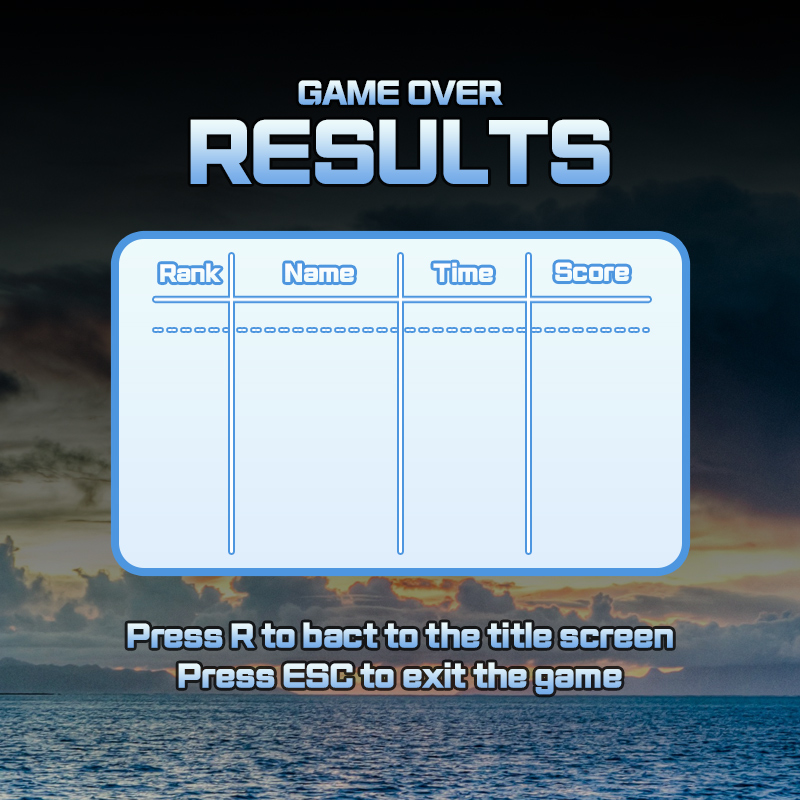 GAME OVER
RESULTS
Rank Name Time Score
Press R to bact to the title screen
Press ESC to exit the game